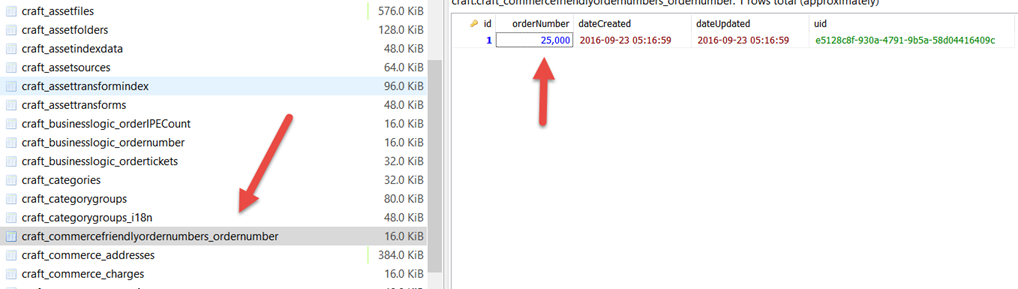 craft_assetfiles 576.0 KiB
craft_assetfolders 128.0 KiB
craft_assetindexdata 48.0 KiB
craft_assetsources 64.0 KiB
craft_assettransformindex 96.0 KiB
craft_assettransforms 48.0 KiB
craft_businesslogic_orderIPECount 16.0 KiB
craft_businesslogic_ordernumber 16.0 KiB
craft_businesslogic_ordertickets 32.0 KiB
craft_categories 32.0 KiB
craft_categorygroups 80.0 KiB
craft_categorygroups_i18n 48.0 KiB
craft_commercefriendlyordernumbers_ordernumber 16.0 KiB
craft_commerce_addresses 384.0 KiB
craft_commerce_charges 16.0 KiB
craft.craft_commercefriendlyordernumbers_ordernumber: 1 rows total (approximately)
id orderNumber dateCreated dateUpdated uid
1 25,000 2016-09-23 05:16:59 2016-09-23 05:16:59 e5128c8f-930a-4791-9b5a-58d04416409c